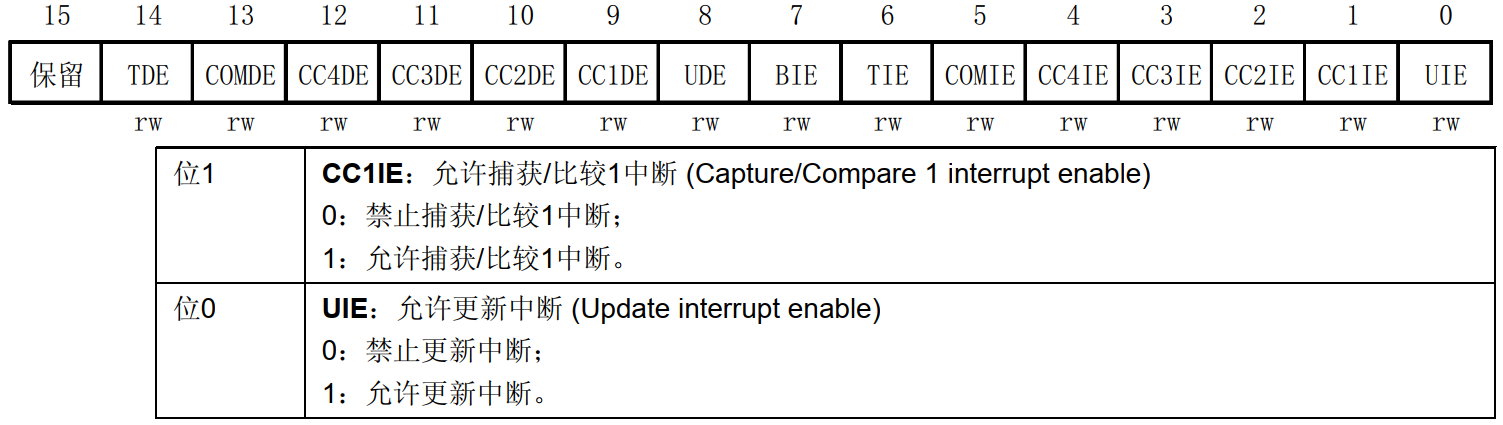 15 14 13 12 11 10 9 8 7 6 5 4 3 2 1 0
保留 TDE COMDE CC4DE CC3DE CC2DE CC1DE UDE BIE TIE COMIE CC4IE CC3IE CC2IE CC1IE UIE
rw rw rw rw rw rw rw rw rw rw rw rw rw rw rw
位1 CC1IE：允许捕获/比较1中断 (Capture/Compare 1 interrupt enable)
0：禁止捕获/比较1中断；
1：允许捕获/比较1中断。
位0 UIE：允许更新中断 (Update interrupt enable)
0：禁止更新中断；
1：允许更新中断。